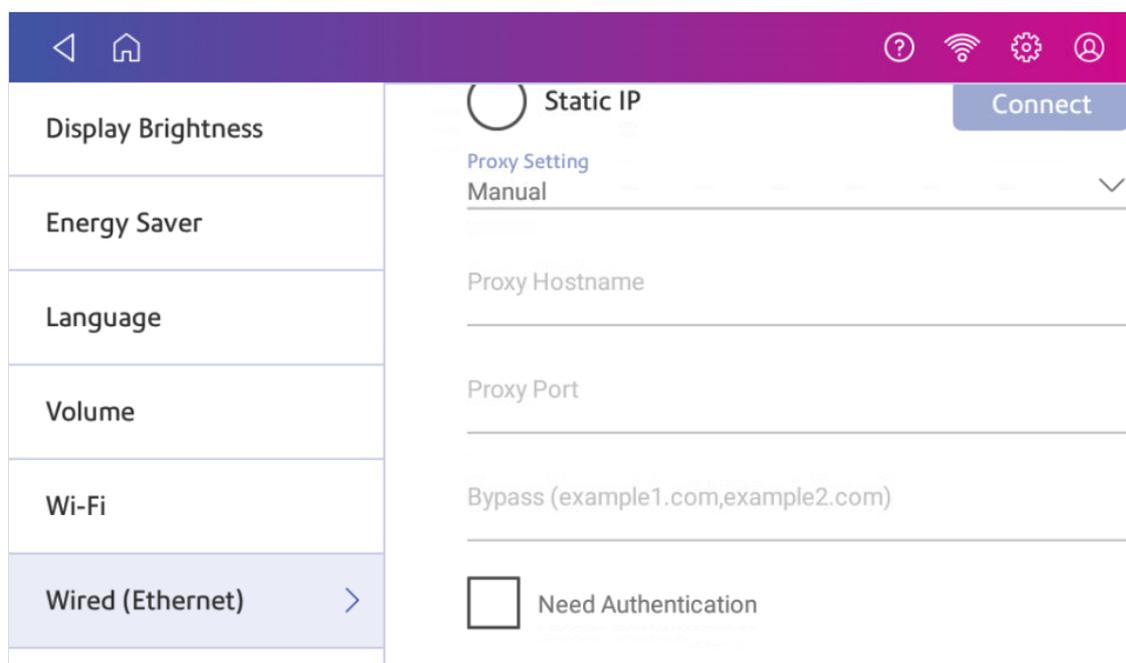 Display Brightness
Energy Saver
Language
Volume
Wi-Fi
Wired (Ethernet)
Static IP
Connect
Proxy Setting
Manual
Proxy Hostname
Proxy Port
Bypass (example1.com,example2.com)
Need Authentication